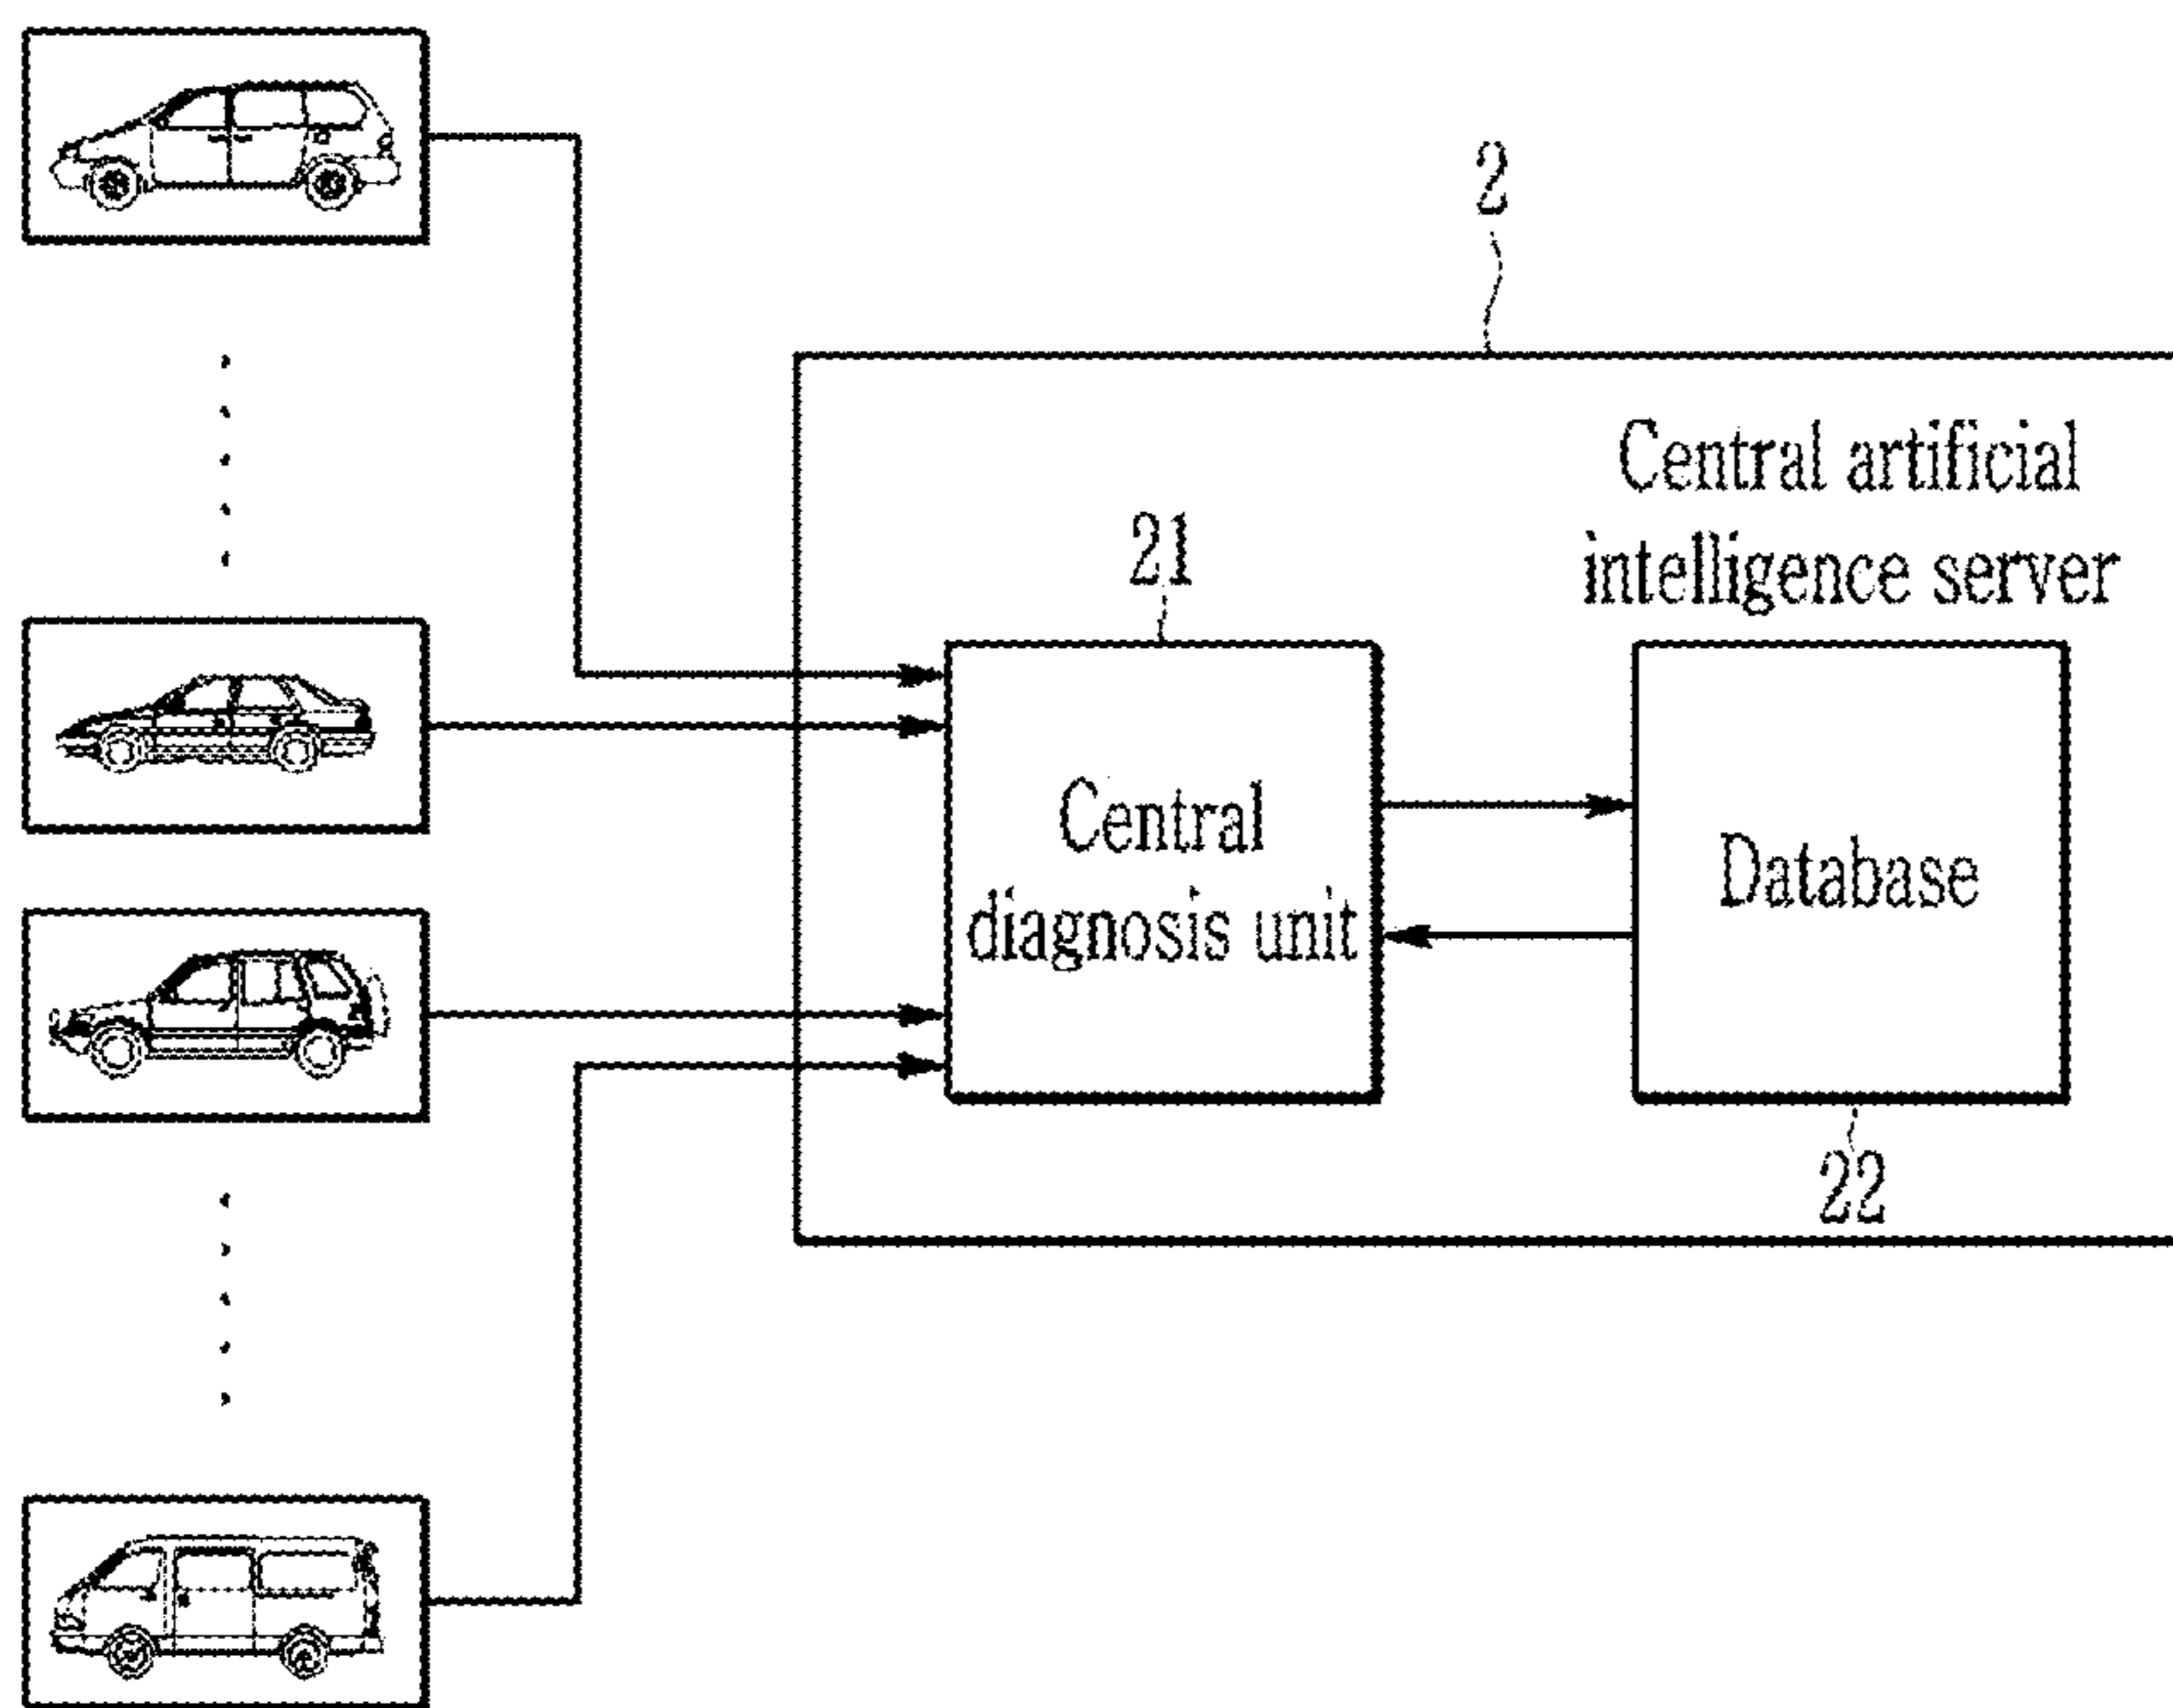 2
Central artificial
intelligence server
21
Central
diagnosis unit
Database
22